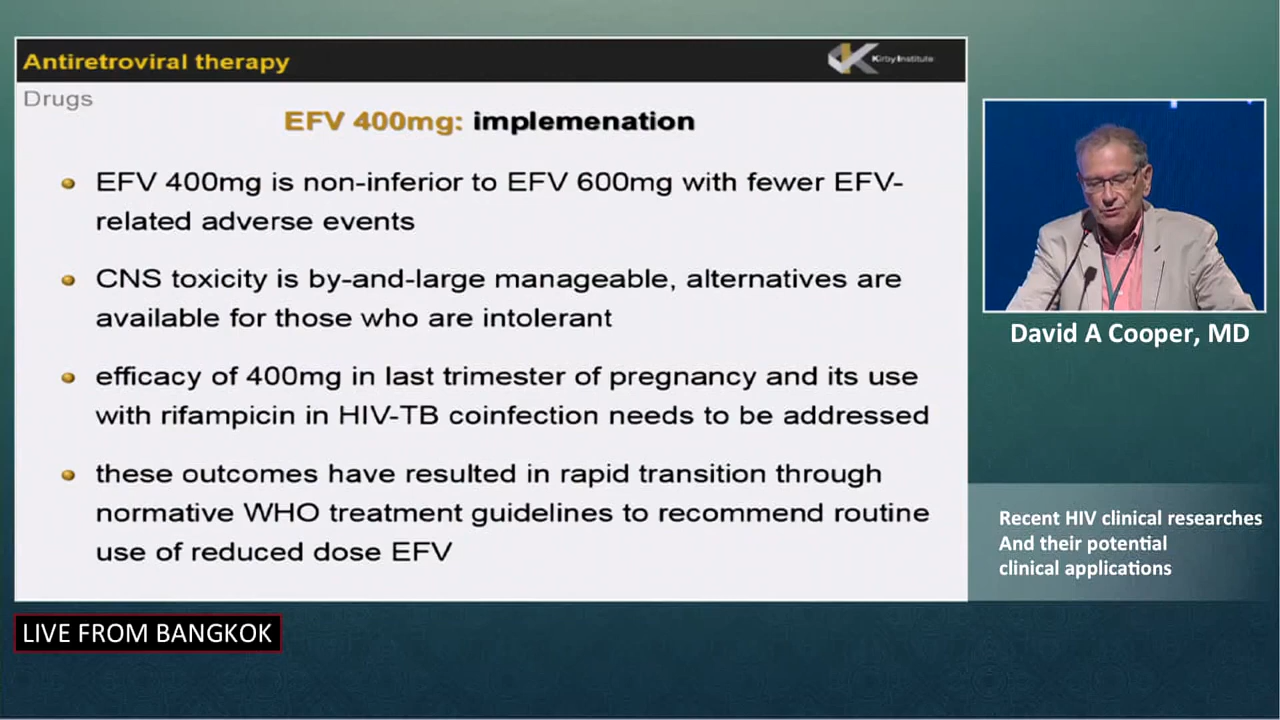 Antiretroviral therapy
Kirby Institute
Drugs
EFV 400mg: implemenation
EFV 400mg is non-inferior to EFV 600mg with fewer EFV-
related adverse events
CNS toxicity is by-and-large manageable, alternatives are
available for those who are intolerant
efficacy of 400mg in last trimester of pregnancy and its use
with rifampicin in HIV-TB coinfection needs to be addressed
these outcomes have resulted in rapid transition through
normative WHO treatment guidelines to recommend routine
use of reduced dose EFV
David A Cooper, MD
Recent HIV clinical researches
And their potential
clinical applications
LIVE FROM BANGKOK